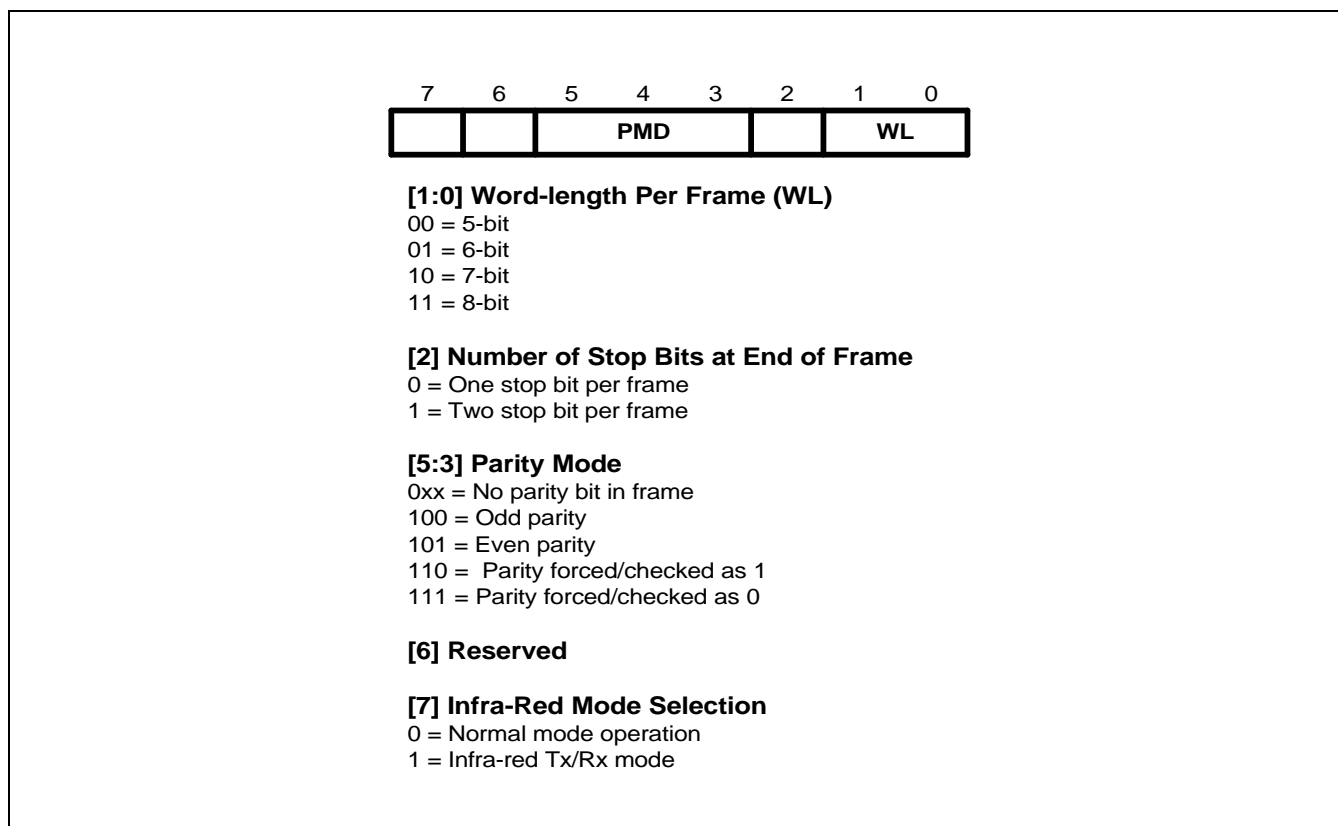 7 6 5 4 3 2 1 0
PMD WL
[1:0] Word-length Per Frame (WL)
00 = 5-bit
01 = 6-bit
10 = 7-bit
11 = 8-bit
[2] Number of Stop Bits at End of Frame
0 = One stop bit per frame
1 = Two stop bit per frame
[5:3] Parity Mode
0xx = No parity bit in frame
100 = Odd parity
101 = Even parity
110 =  Parity forced/checked as 1
111 = Parity forced/checked as 0
[6] Reserved
[7] Infra-Red Mode Selection
0 = Normal mode operation
1 = Infra-red Tx/Rx mode